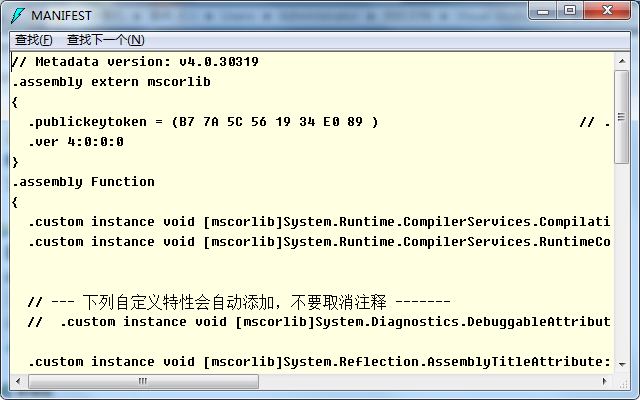 MANIFEST
查找(F) 查找下一个(N)
// Metadata version: v4.0.30319
.assembly extern mscorlib
{
  .publickeytoken = (B7 7A 5C 56 19 34 E0 89 )                         // .
  .ver 4:0:0:0
}
.assembly Function
{
  .custom instance void [mscorlib]System.Runtime.CompilerServices.Compilati
  .custom instance void [mscorlib]System.Runtime.CompilerServices.RuntimeCo
  // --- 下列自定义特性会自动添加，不要取消注释 -------
  //  .custom instance void [mscorlib]System.Diagnostics.DebuggableAttribut
  .custom instance void [mscorlib]System.Reflection.AssemblyTitleAttribute: